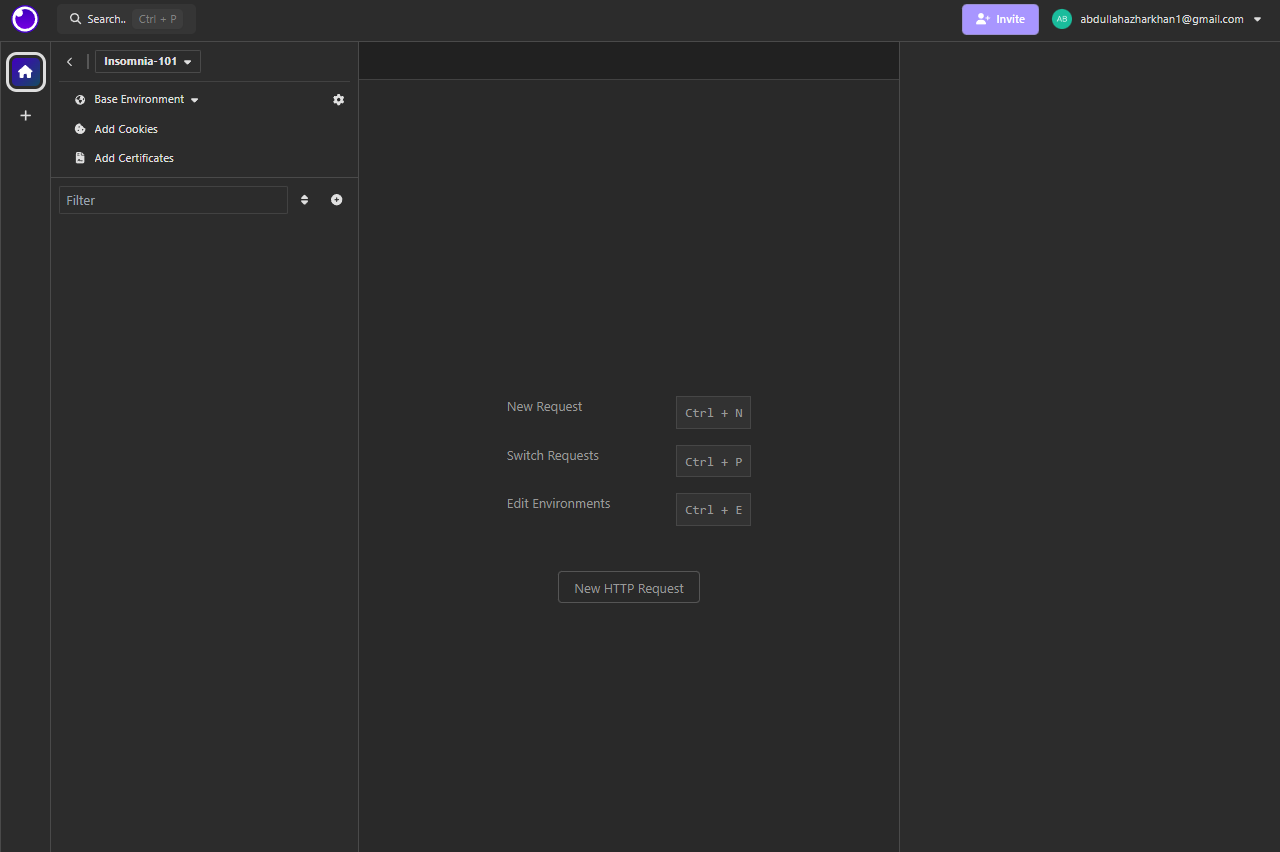 Search.. Ctrl + P
Invite
AB abdullahazharkhan1@gmail.com
Insomnia-101
Base Environment
Add Cookies
Add Certificates
Filter
New Request Ctrl + N
Switch Requests Ctrl + P
Edit Environments Ctrl + E
New HTTP Request